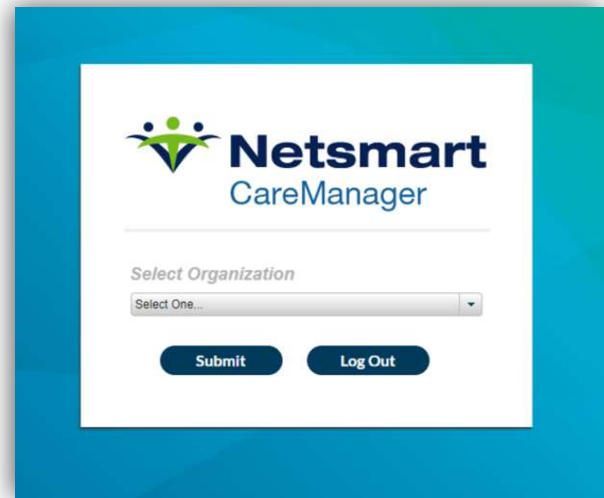 Netsmart
CareManager
Select Organization
Select One...
Submit Log Out